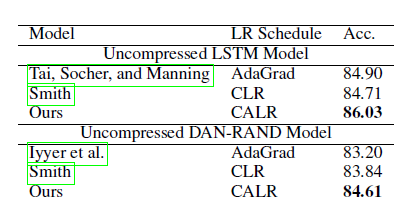 Model LR Schedule Acc.
Uncompressed LSTM Model
Tai, Socher, and Manning AdaGrad 84.90
Smith CLR 84.71
Ours CALR 86.03
Uncompressed DAN-RAND Model
Iyyer et al. AdaGrad 83.20
Smith CLR 83.84
Ours CALR 84.61